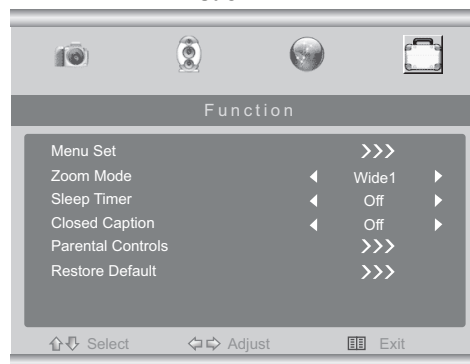 Function
Menu Set >>>
Zoom Mode Wide1
Sleep Timer Off
Closed Caption Off
Parental Controls >>>
Restore Default >>>
Select Adjust Exit